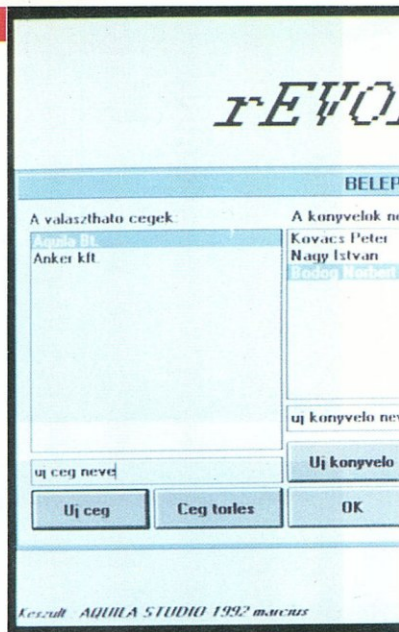 rEVO
BELEP
A valaszthato cegek:
Aquila Bt.
Anker kft.
A konyvelok ne
Kovacs Peter
Nagy Istvan
Bodog Norbert
uj ceg neve
uj konyvelo nev
Uj konyvelo
Uj ceg
Ceg torles
OK
Keszult : AQUILA STUDIO 1992 marcius